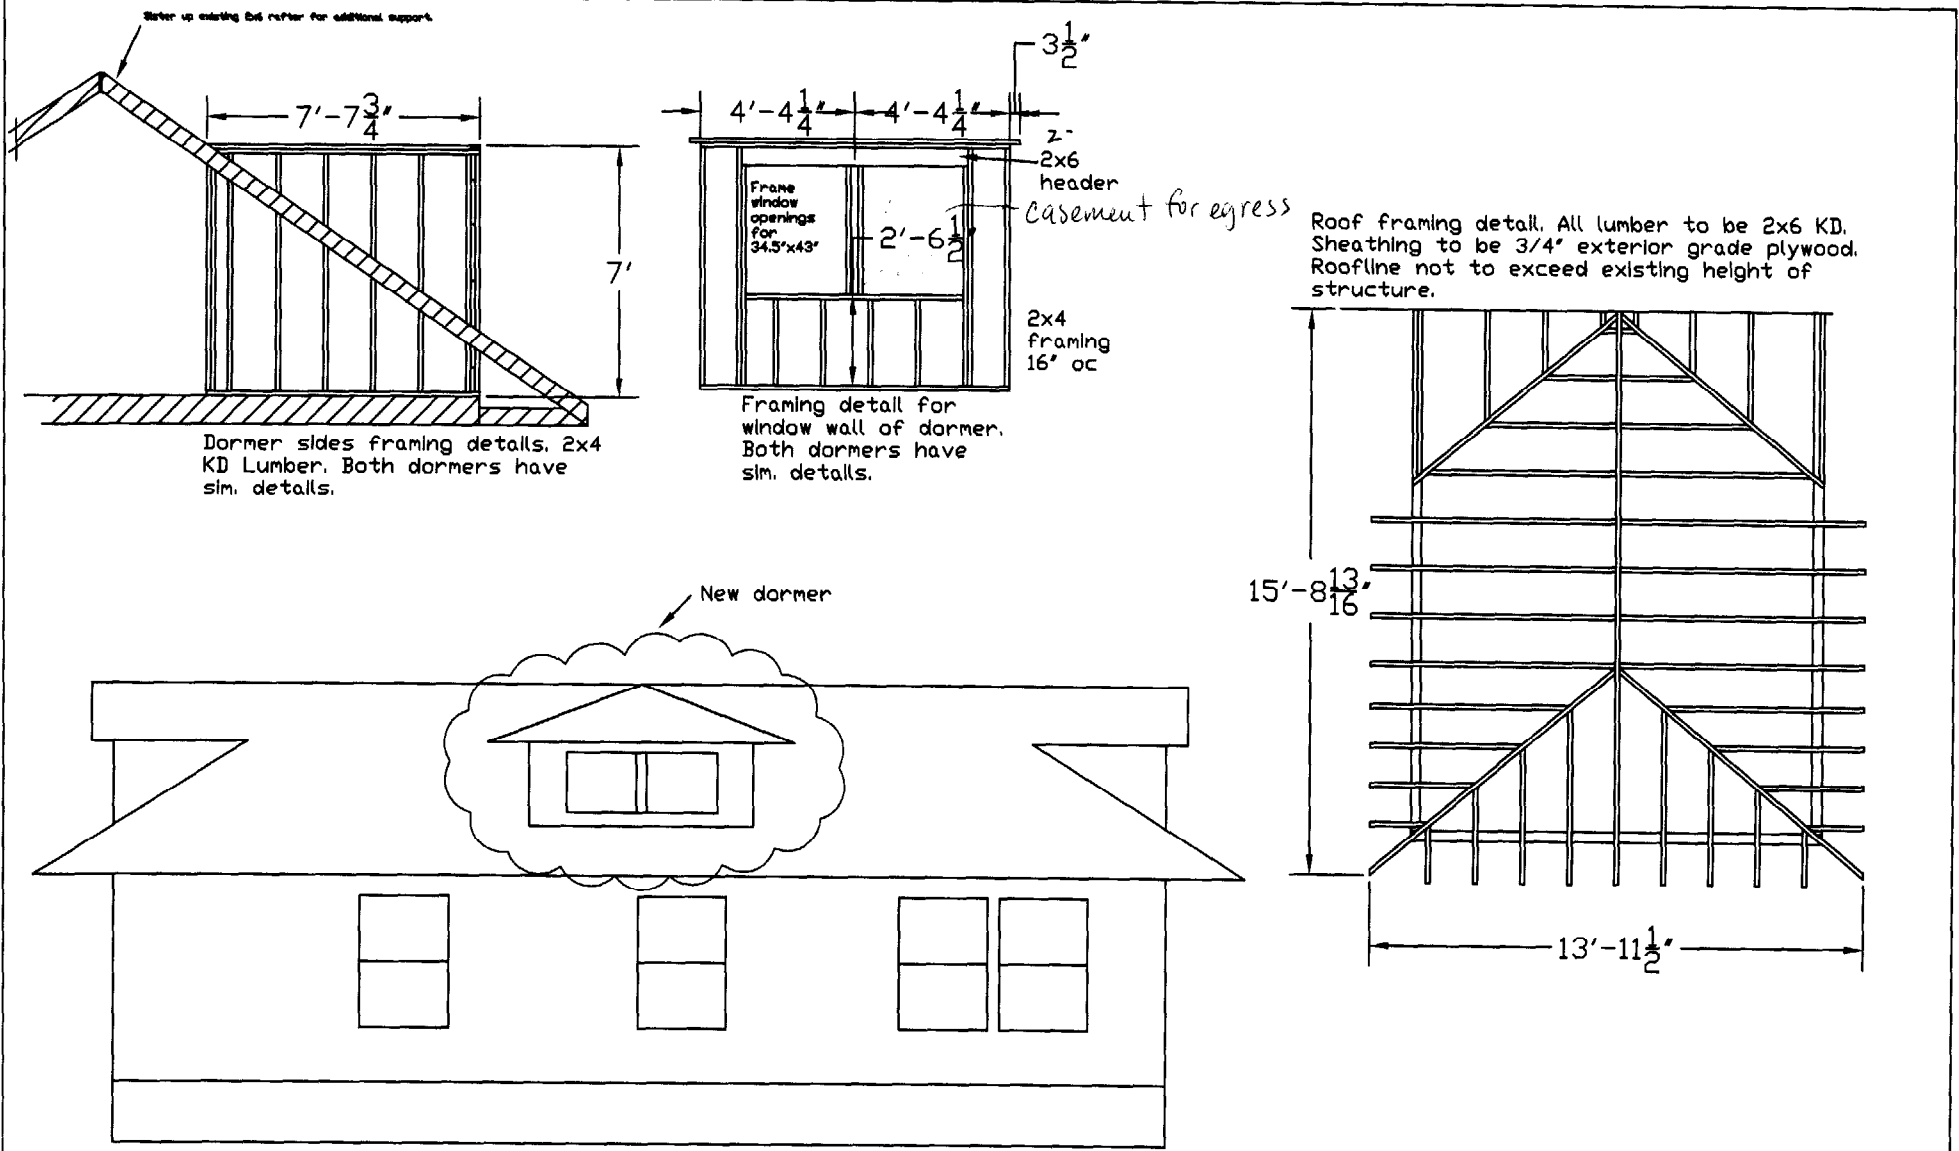 Sister up existing 2x6 rafter for additional support.
7'-7 3/4"
7'
Dormer sides framing details. 2x4
KD Lumber. Both dormers have
sim. details.
3 1/2"
4'-4 1/4"
4'-4 1/4"
2-
2x6
header
casement for egress
Frame
window
openings
for
34.5"x43"
2'-6 1/2"
2x4
framing
16" oc
Framing detail for
window wall of dormer.
Both dormers have
sim. details.
Roof framing detail. All lumber to be 2x6 KD.
Sheathing to be 3/4" exterior grade plywood.
Roofline not to exceed existing height of
structure.
15'-8 13/16"
13'-11 1/2"
New dormer